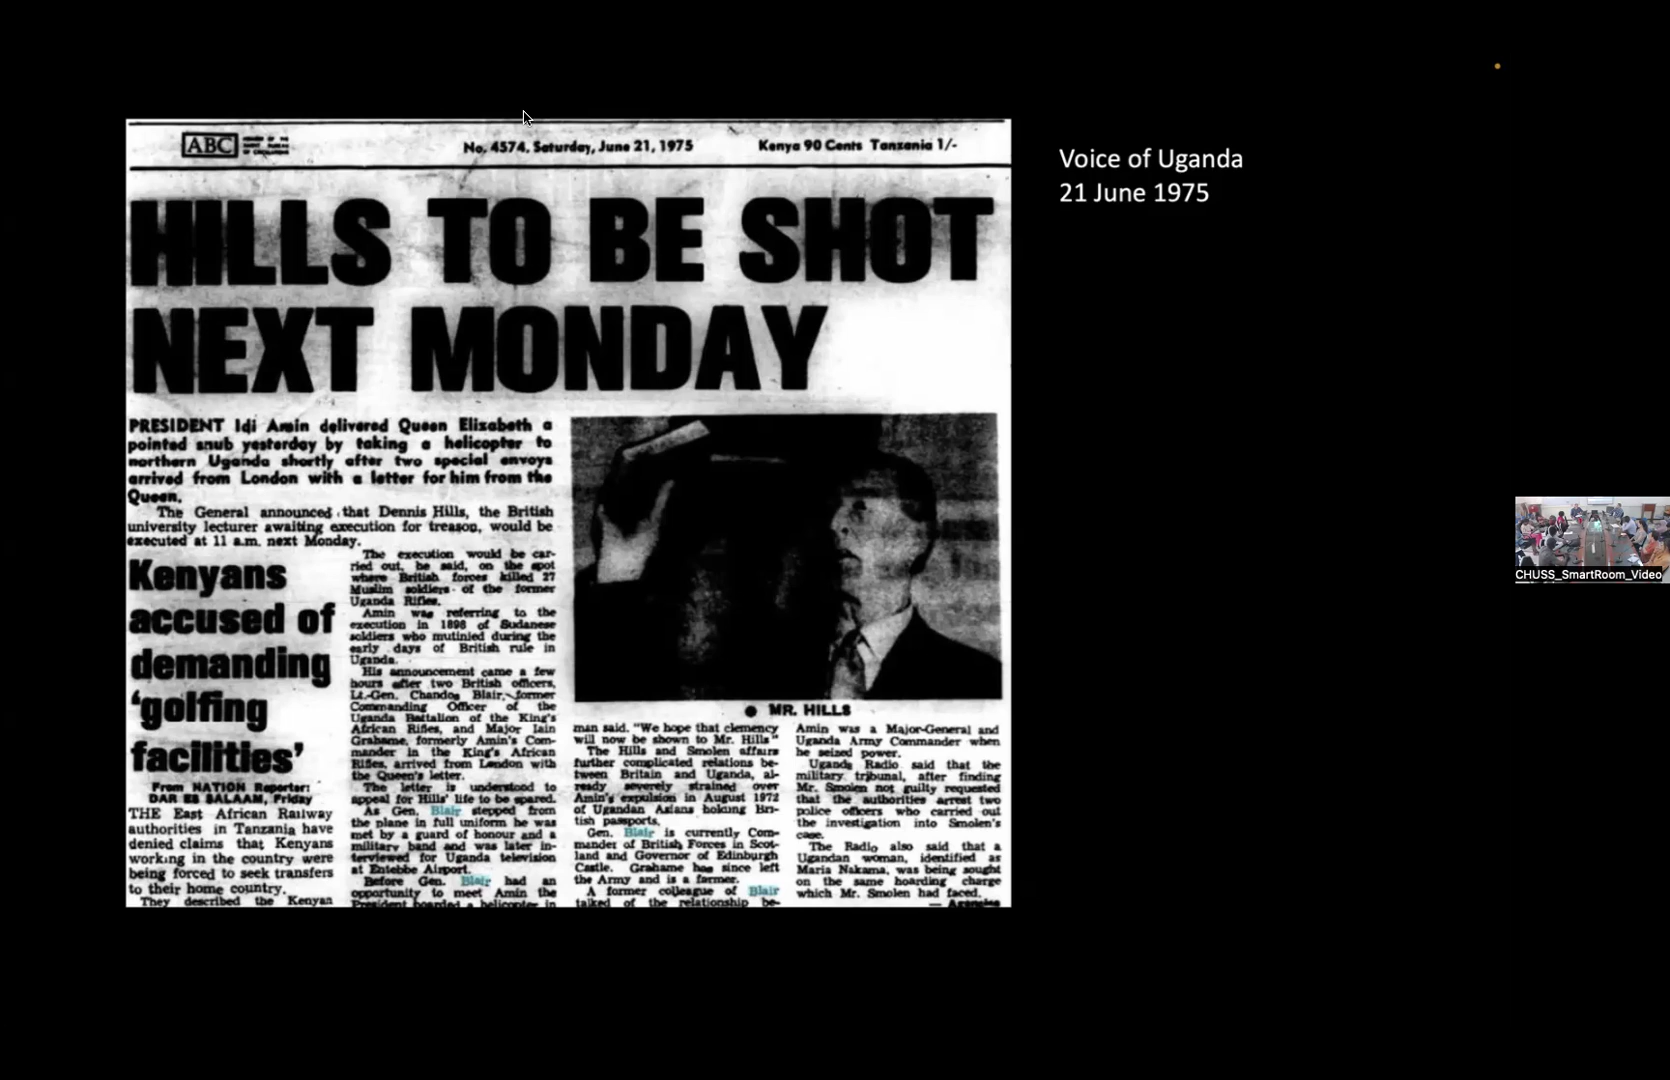 ABC
No. 4574. Saturday, June 21, 1975
Kenya 90 Cents Tanzania 1/-
HILLS TO BE SHOT
NEXT MONDAY
PRESIDENT Idi Amin delivered Queen Elizabeth a
pointed snub yesterday by taking a helicopter to
northern Uganda shortly after two special envoys
arrived from London with a letter for him from the
Queen.
The General announced that Dennis Hills, the British
university lecturer awaiting execution for treason, would be
executed at 11 a.m. next Monday.
Kenyans
accused of
demanding
‘golfing
facilities’
From NATION Reporter:
DAR ES SALAAM, Friday
THE East African Railway
authorities in Tanzania have
denied claims that Kenyans
working in the country were
being forced to seek transfers
to their home country.
They described the Kenyan
The execution would be car-
ried out, he said, on the spot
where British forces killed 27
Muslim soldiers of the former
Uganda Rifles.
Amin was referring to the
execution in 1898 of Sudanese
soldiers who mutinied during the
early days of British rule in
Uganda.
His announcement came a few
hours after two British officers,
Lt.-Gen. Chandos Blair, former
Commanding Officer of the
Uganda Battalion of the King's
African Rifles, and Major Iain
Grahame, formerly Amin's Com-
mander in the King's African
Rifles, arrived from London with
the Queen's letter.
The letter is understood to
appeal for Hills' life to be spared.
As Gen. Blair stepped from
the plane in full uniform he was
met by a guard of honour and a
military band and was later in-
terviewed for Uganda television
at Entebbe Airport.
Before Gen. Blair had an
opportunity to meet Amin the
President boarded a helicopter in
● MR. HILLS
man said. "We hope that clemency
will now be shown to Mr. Hills"
The Hills and Smolen affairs
further complicated relations be-
tween Britain and Uganda, al-
ready severely strained over
Amin's expulsion in August 1972
of Ugandan Asians holding Bri-
tish passports.
Gen. Blair is currently Com-
mander of British Forces in Scot-
land and Governor of Edinburgh
Castle. Grahame has since left
the Army and is a farmer.
A former colleague of Blair
talked of the relationship be-
Amin was a Major-General and
Uganda Army Commander when
he seized power.
Uganda Radio said that the
military tribunal, after finding
Mr. Smolen not guilty requested
that the authorities arrest two
police officers who carried out
the investigation into Smolen's
case.
The Radio also said that a
Ugandan woman, identified as
Maria Nakama, was being sought
on the same hoarding charge
which Mr. Smolen had faced.
— Agencies
Voice of Uganda
21 June 1975
CHUSS_SmartRoom_Video